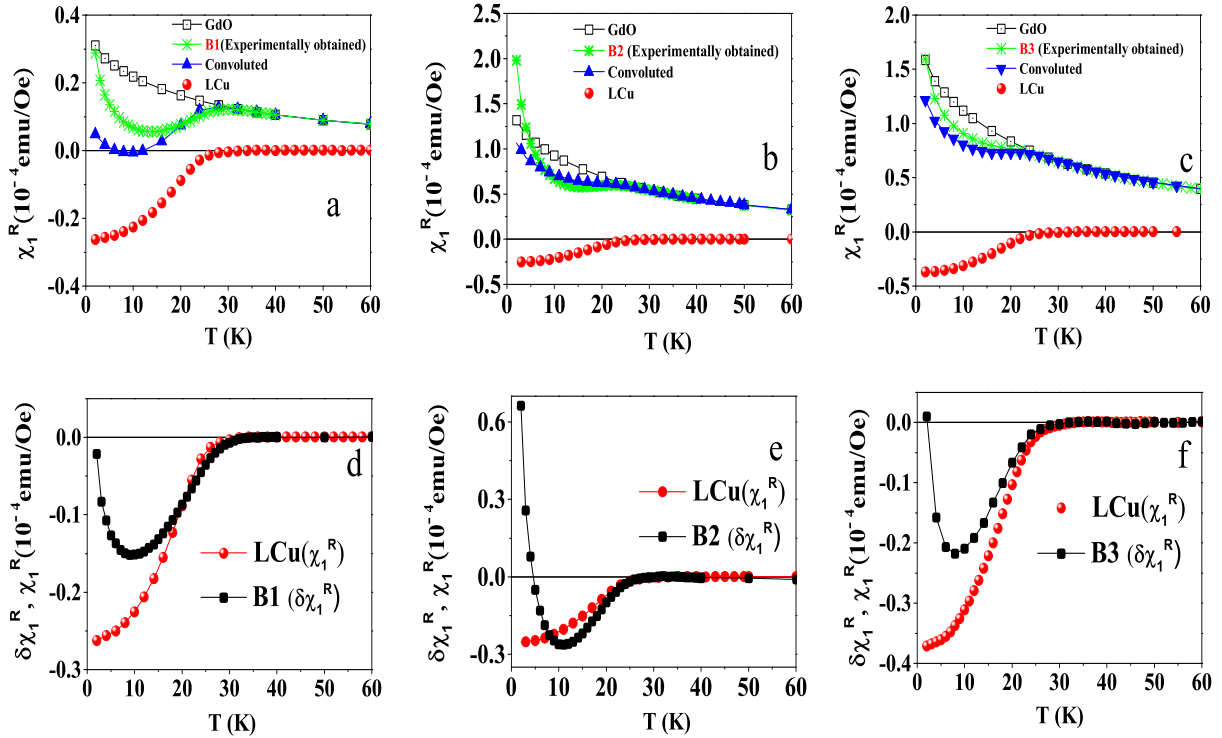 GdO
B1(Experimentally obtained)
Convoluted
LCu
0.4
0.2
0.0
-0.2
-0.4
0 10 20 30 40 50 60
T (K)
χ₁ᴿ(10⁻⁴ emu/Oe)
a
GdO
B2 (Experimentally obtained)
Convoluted
LCu
2.5
2.0
1.5
1.0
0.5
0.0
-0.5
0 10 20 30 40 50 60
T (K)
χ₁ᴿ(10⁻⁴ emu/Oe)
b
GdO
B3 (Experimentally obtained)
Convoluted
LCu
2.0
1.5
1.0
0.5
0.0
-0.5
0 10 20 30 40 50 60
T (K)
χ₁ᴿ(10⁻⁴ emu/Oe)
c
0.0
-0.1
-0.2
-0.3
0 10 20 30 40 50 60
T (K)
δχ₁ᴿ, χ₁ᴿ(10⁻⁴emu/Oe)
d
LCu(χ₁ᴿ)
B1 (δχ₁ᴿ)
0.6
0.3
0.0
-0.3
0 10 20 30 40 50 60
T (K)
δχ₁ᴿ, χ₁ᴿ(10⁻⁴emu/Oe)
e
LCu(χ₁ᴿ)
B2 (δχ₁ᴿ)
0.0
-0.1
-0.2
-0.3
-0.4
0 10 20 30 40 50 60
T (K)
δχ₁ᴿ, χ₁ᴿ(10⁻⁴emu/Oe)
f
LCu(χ₁ᴿ)
B3 (δχ₁ᴿ)